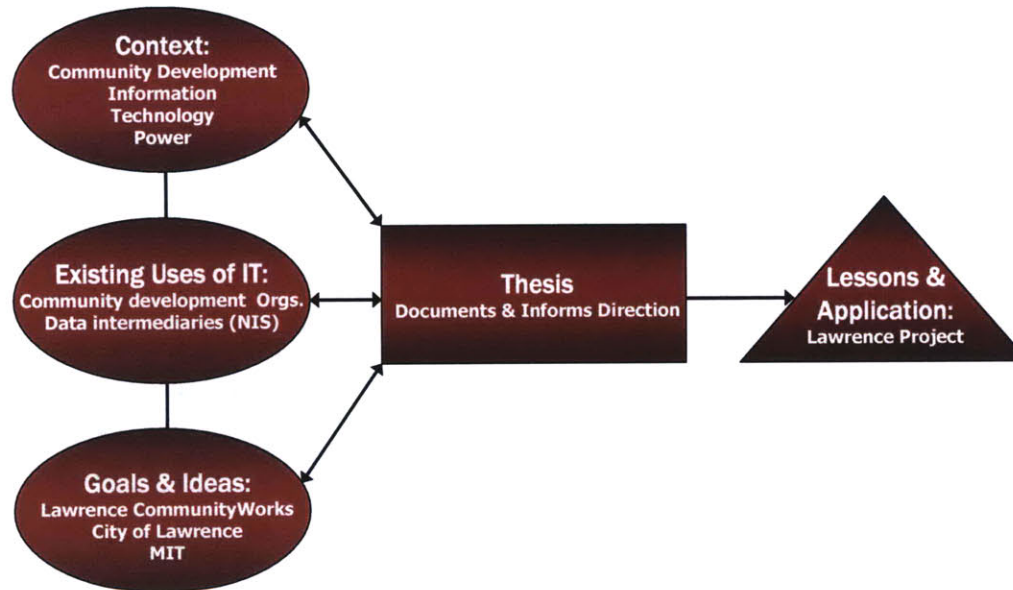 Context:
Community Development
Information
Technology
Power
Existing Uses of IT:
Community development Orgs.
Data intermediaries (NIS)
Goals & Ideas:
Lawrence CommunityWorks
City of Lawrence
MIT
Thesis
Documents & Informs Direction
Lessons &
Application:
Lawrence Project